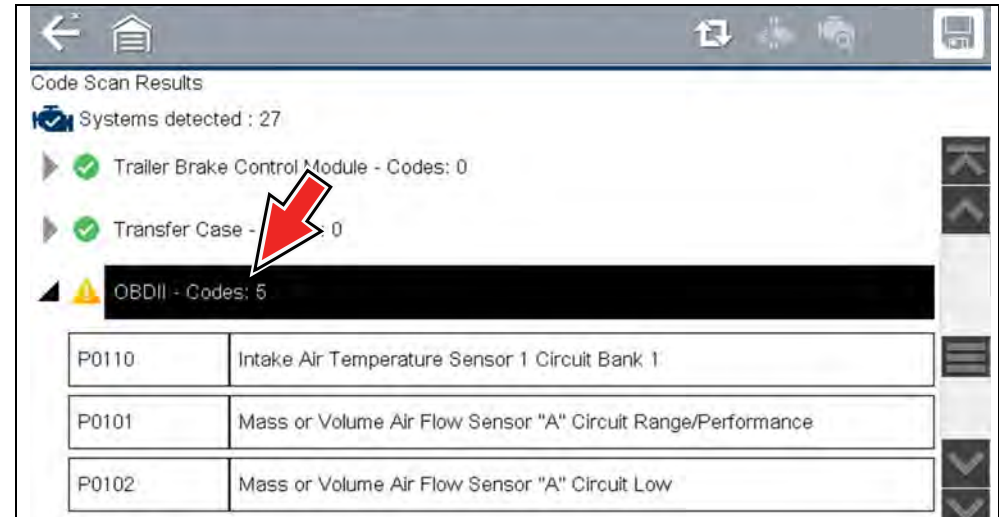 Code Scan Results
Systems detected : 27
Trailer Brake Control Module - Codes: 0
Transfer Case - : 0
OBDII - Codes: 5
P0110 Intake Air Temperature Sensor 1 Circuit Bank 1
P0101 Mass or Volume Air Flow Sensor "A" Circuit Range/Performance
P0102 Mass or Volume Air Flow Sensor "A" Circuit Low